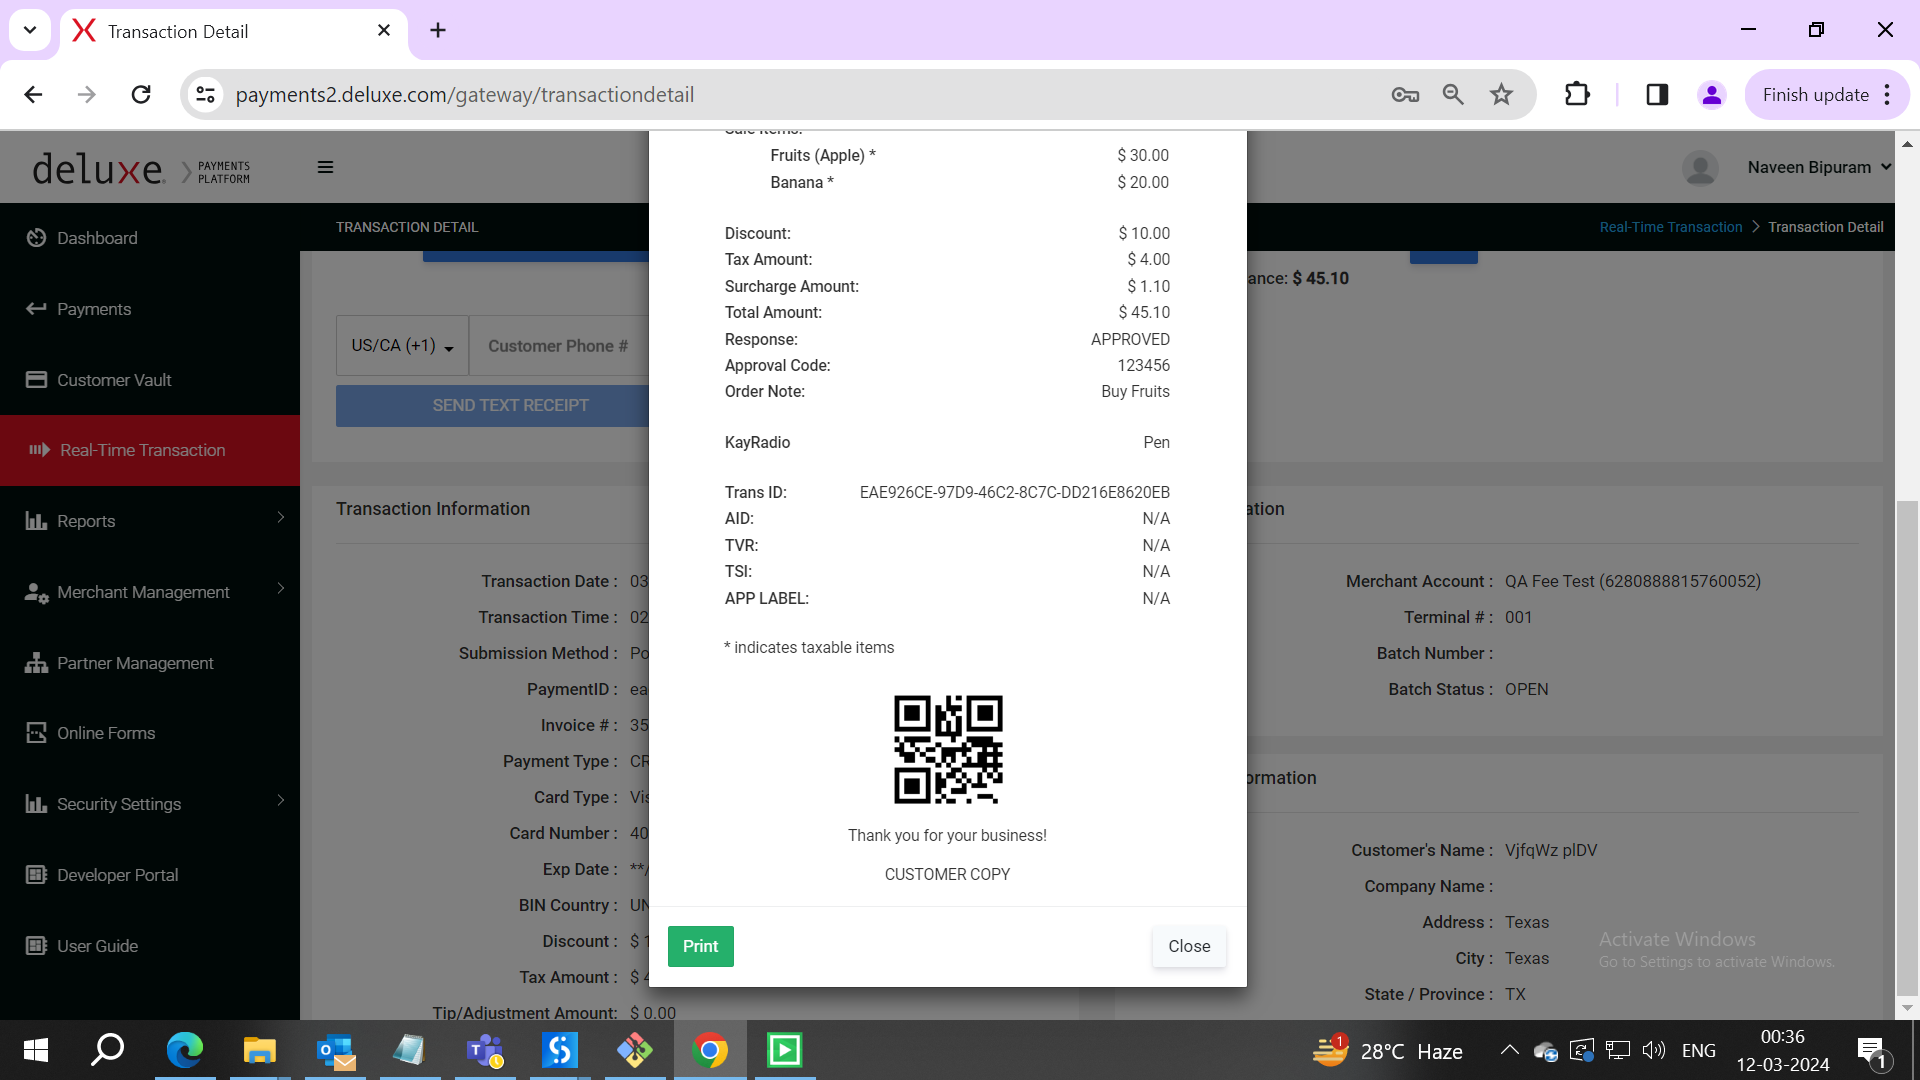 Transaction Detail
payments2.deluxe.com/gateway/transactiondetail
Finish update
deluxe PAYMENTS PLATFORM
Naveen Bipuram
Dashboard
Payments
Customer Vault
Real-Time Transaction
Reports
Merchant Management
Partner Management
Online Forms
Security Settings
Developer Portal
User Guide
TRANSACTION DETAIL
Real-Time Transaction > Transaction Detail
ance: $ 45.10
US/CA (+1) Customer Phone #
SEND TEXT RECEIPT
Transaction Information
Transaction Date : 03
Transaction Time : 02
Submission Method : Po
PaymentID : ea
Invoice # : 35
Payment Type : CR
Card Type : Vis
Card Number : 40
Exp Date : **/
BIN Country : UN
Discount : $ 1
Tax Amount : $ 4
Tip/Adjustment Amount: $ 0.00
Sale Items:
Fruits (Apple) * $ 30.00
Banana * $ 20.00
Discount: $ 10.00
Tax Amount: $ 4.00
Surcharge Amount: $ 1.10
Total Amount: $ 45.10
Response: APPROVED
Approval Code: 123456
Order Note: Buy Fruits
KayRadio Pen
Trans ID: EAE926CE-97D9-46C2-8C7C-DD216E8620EB
AID: N/A
TVR: N/A
TSI: N/A
APP LABEL: N/A
* indicates taxable items
Thank you for your business!
CUSTOMER COPY
Print
Close
ation
Merchant Account : QA Fee Test (6280888815760052)
Terminal # : 001
Batch Number :
Batch Status : OPEN
ormation
Customer's Name : VjfqWz plDV
Company Name :
Address : Texas
City : Texas
State / Province : TX
Activate Windows
Go to Settings to activate Windows.
1
28°C Haze
ENG
00:36
12-03-2024
1